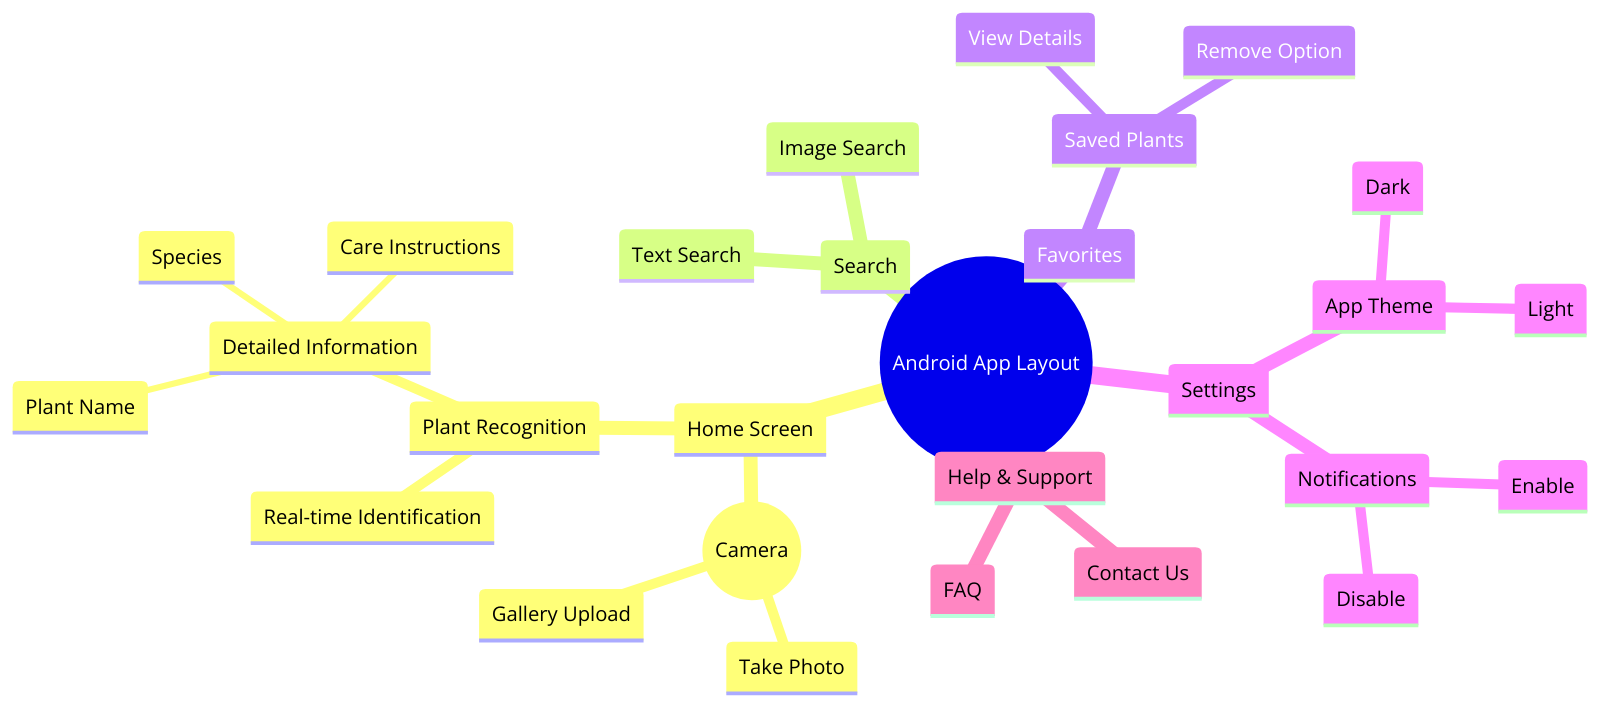 View Details
Remove Option
Saved Plants
Favorites
Image Search
Text Search
Search
Dark
App Theme
Light
Settings
Notifications
Enable
Disable
Android App Layout
Species
Care Instructions
Detailed Information
Plant Name
Plant Recognition
Real-time Identification
Home Screen
Camera
Gallery Upload
Take Photo
Help & Support
FAQ
Contact Us